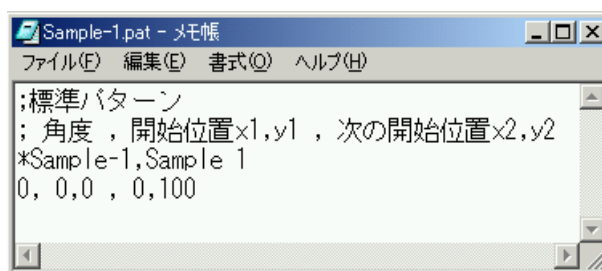 Sample-1.pat - メモ帳
ファイル(F) 編集(E) 書式(O) ヘルプ(H)
;標準パターン
; 角度 , 開始位置x1,y1 , 次の開始位置x2,y2
*Sample-1,Sample 1
0, 0,0 , 0,100